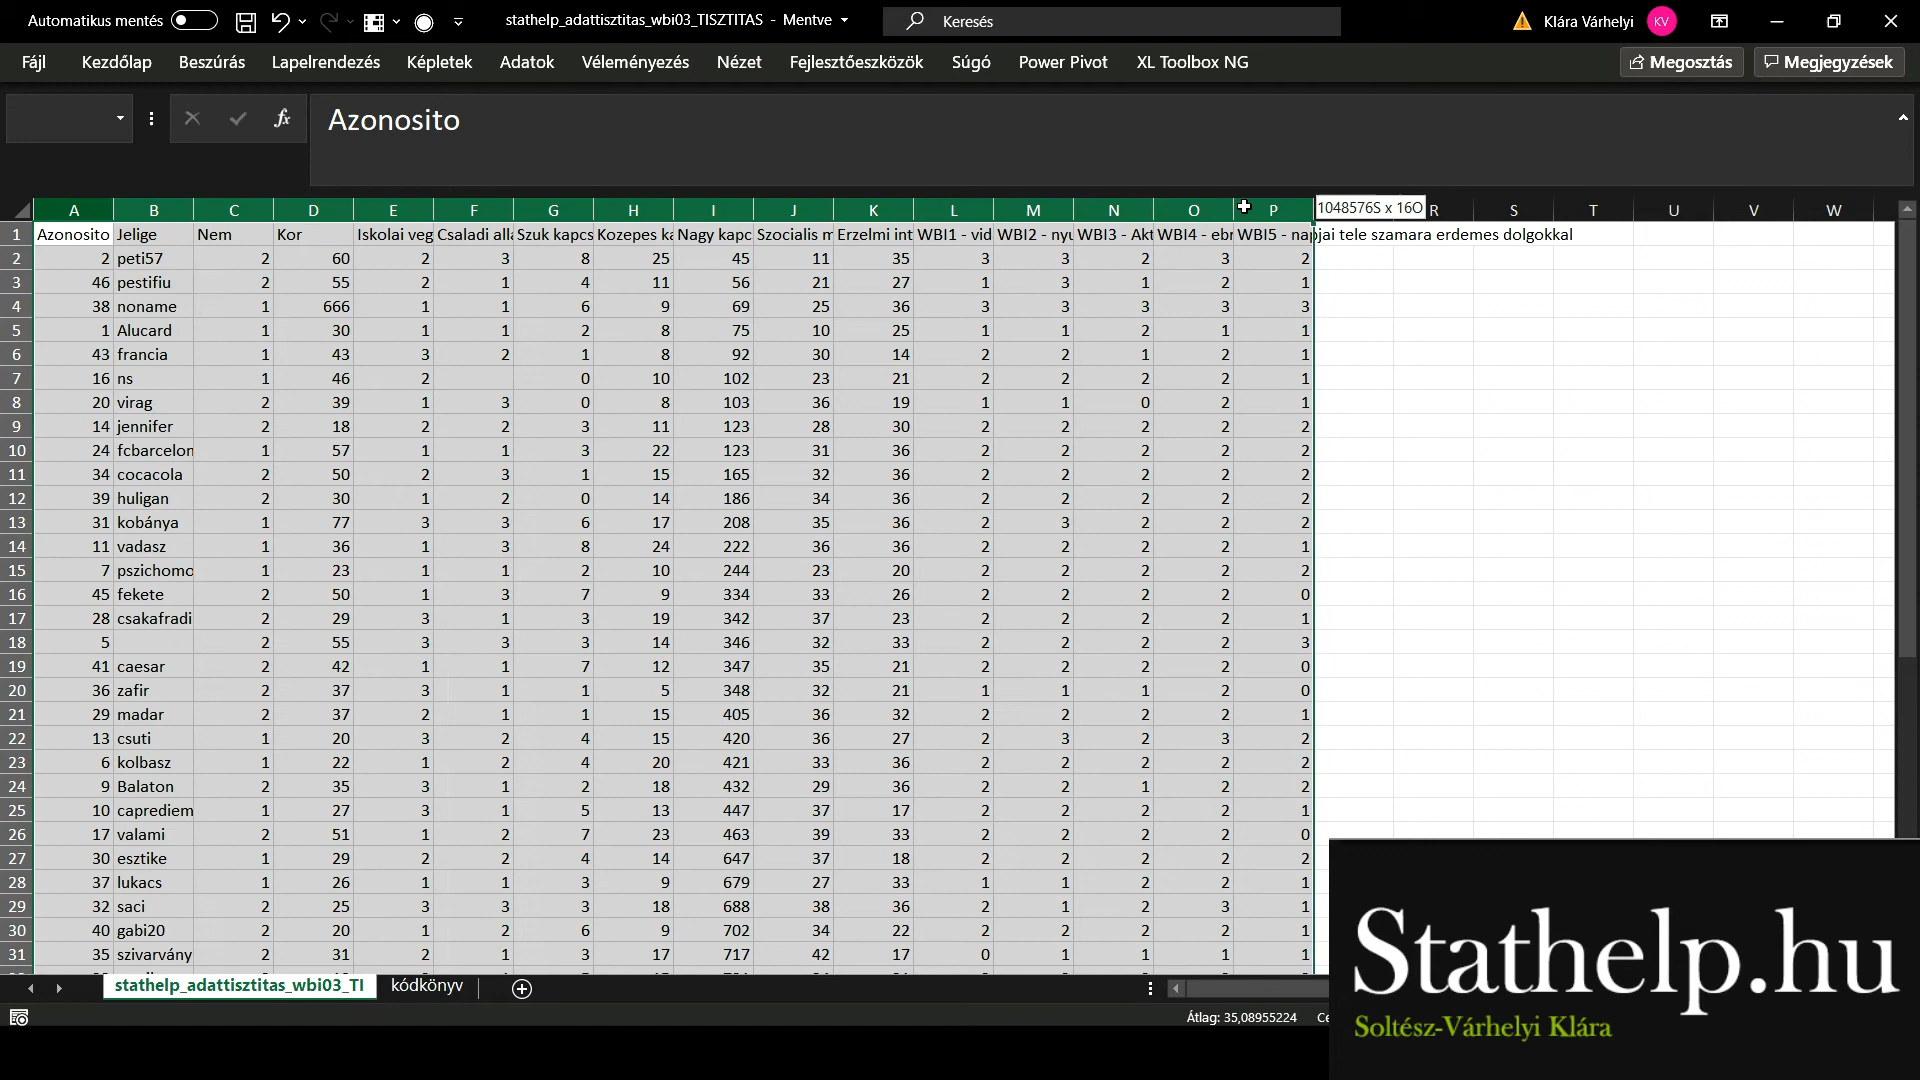 Automatikus mentés stathelp_adattisztitas_wbi03_TISZTITAS - Mentve Keresés Klára Várhelyi KV
Fájl Kezdőlap Beszúrás Lapelrendezés Képletek Adatok Véleményezés Nézet Fejlesztőeszközök Súgó Power Pivot XL Toolbox NG Megosztás Megjegyzések
fx Azonosito
A B C D E F G H I J K L M N O P 1048576S x 16O R S T U V W
1 Azonosito Jelige Nem Kor Iskolai veg Csaladi alla Szuk kapcs Kozepes ka Nagy kapc Szocialis m Erzelmi int WBI1 - vid WBI2 - nyu WBI3 - Akt WBI4 - ebr WBI5 - napjai tele szamara erdemes dolgokkal
2 2 peti57 2 60 2 3 8 25 45 11 35 3 3 2 3 2
3 46 pestifiu 2 55 2 1 4 11 56 21 27 1 3 1 2 1
4 38 noname 1 666 1 1 6 9 69 25 36 3 3 3 3 3
5 1 Alucard 1 30 1 1 2 8 75 10 25 1 1 2 1 1
6 43 francia 1 43 3 2 1 8 92 30 14 2 2 1 2 1
7 16 ns 1 46 2 0 10 102 23 21 2 2 2 2 1
8 20 virag 2 39 1 3 0 8 103 36 19 1 1 0 2 1
9 14 jennifer 2 18 2 2 3 11 123 28 30 2 2 2 2 2
10 24 fcbarcelon 1 57 1 1 3 22 123 31 36 2 2 2 2 2
11 34 cocacola 2 50 2 3 1 15 165 32 36 2 2 2 2 2
12 39 huligan 2 30 1 2 0 14 186 34 36 2 2 2 2 2
13 31 kobánya 1 77 3 3 6 17 208 35 36 2 3 2 2 2
14 11 vadasz 1 36 1 3 8 24 222 36 36 2 2 2 2 1
15 7 pszichomo 1 23 1 1 2 10 244 23 20 2 2 2 2 2
16 45 fekete 2 50 1 3 7 9 334 33 26 2 2 2 2 0
17 28 csakafradi 2 29 3 1 3 19 342 37 23 2 2 2 2 1
18 5 2 55 3 3 3 14 346 32 33 2 2 2 2 3
19 41 caesar 2 42 1 1 7 12 347 35 21 2 2 2 2 0
20 36 zafir 2 37 3 1 1 5 348 32 21 1 1 1 2 0
21 29 madar 2 37 2 1 1 15 405 36 32 2 2 2 2 1
22 13 csuti 1 20 3 2 4 15 420 36 27 2 3 2 3 2
23 6 kolbasz 1 22 1 2 4 20 421 33 36 2 2 2 2 2
24 9 Balaton 2 35 3 1 2 18 432 29 36 2 2 1 2 2
25 10 caprediem 1 27 3 1 5 13 447 37 17 2 2 2 2 1
26 17 valami 2 51 1 2 7 23 463 39 33 2 2 2 2 0
27 30 esztike 1 29 2 2 4 14 647 37 18 2 2 2 2 2
28 37 lukacs 1 26 1 1 3 9 679 27 33 1 1 2 2 1
29 32 saci 2 25 3 3 3 18 688 38 36 2 1 2 3 1
30 40 gabi20 2 20 1 2 6 9 702 34 22 2 2 2 2 1
31 35 szivárvány 2 31 2 1 3 17 717 42 17 0 1 1 1 1
stathelp_adattisztitas_wbi03_TI kódkönyv
Átlag: 35,08955224
Stathelp.hu
Soltész-Várhelyi Klára